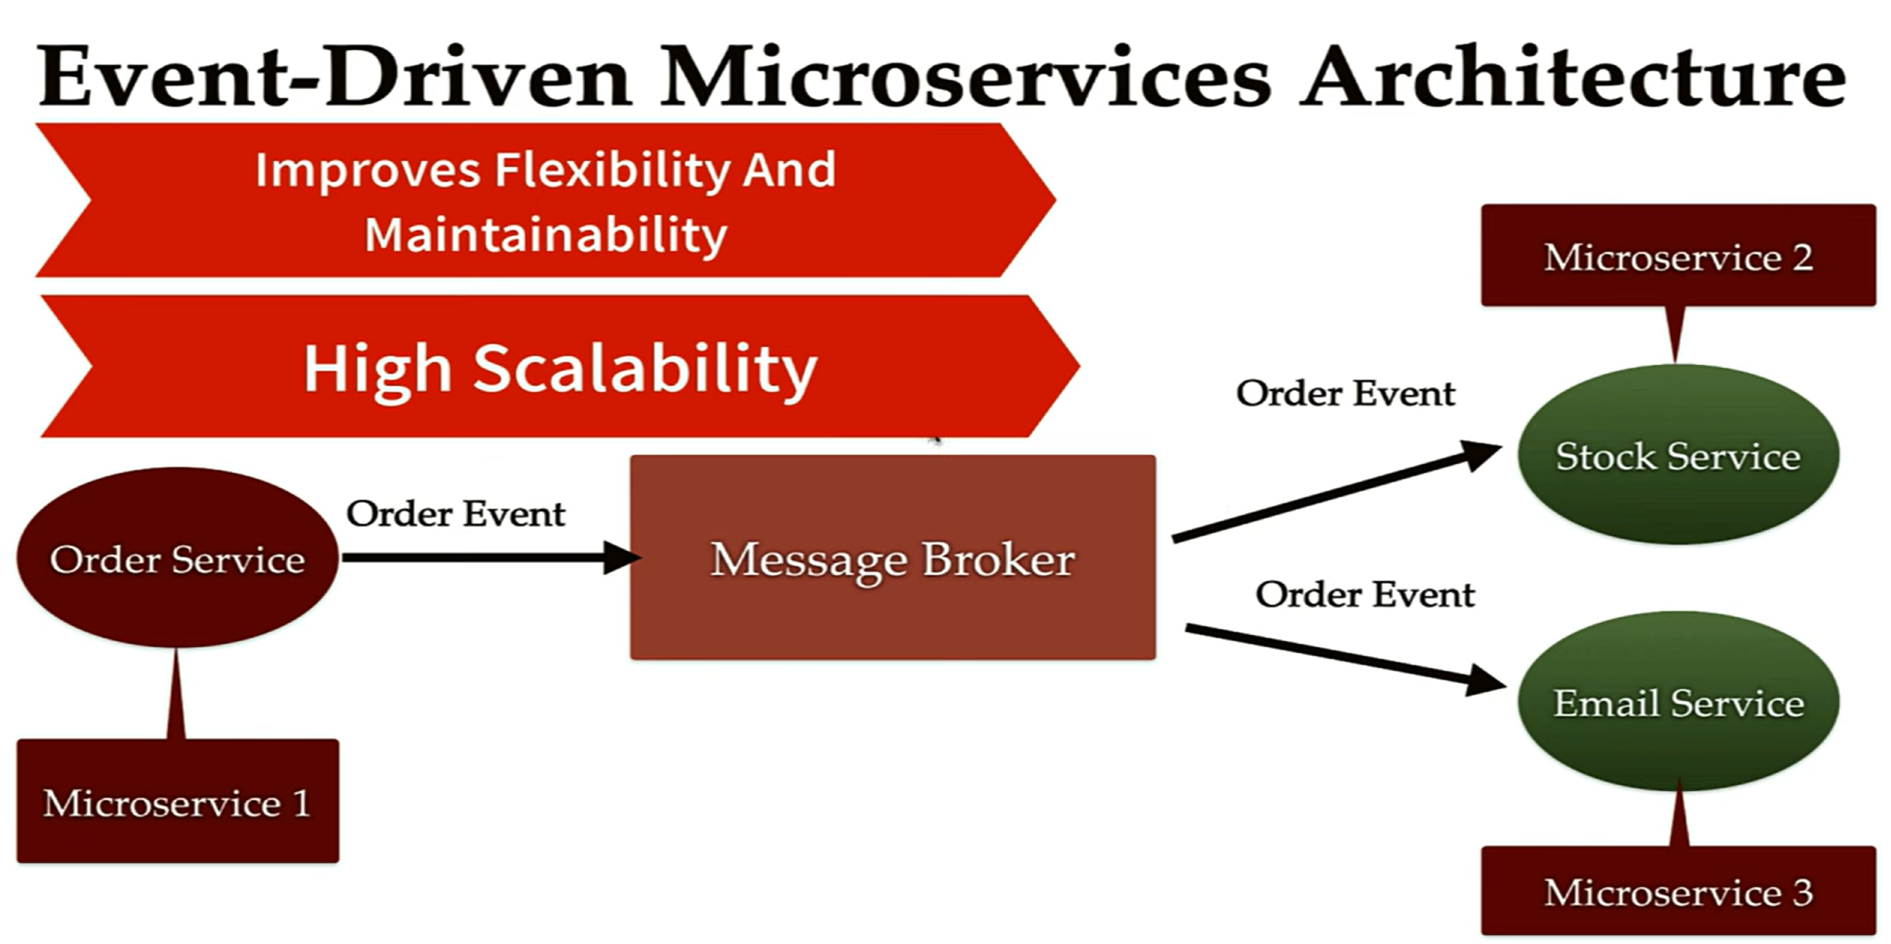 Event-Driven Microservices Architecture
Improves Flexibility And
Maintainability
High Scalability
Microservice 2
Order Event
Stock Service
Order Event
Order Service
Message Broker
Order Event
Email Service
Microservice 1
Microservice 3